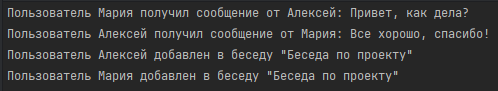 Пользователь Мария получил сообщение от Алексей: Привет, как дела?
Пользователь Алексей получил сообщение от Мария: Все хорошо, спасибо!
Пользователь Алексей добавлен в беседу "Беседа по проекту"
Пользователь Мария добавлен в беседу "Беседа по проекту"